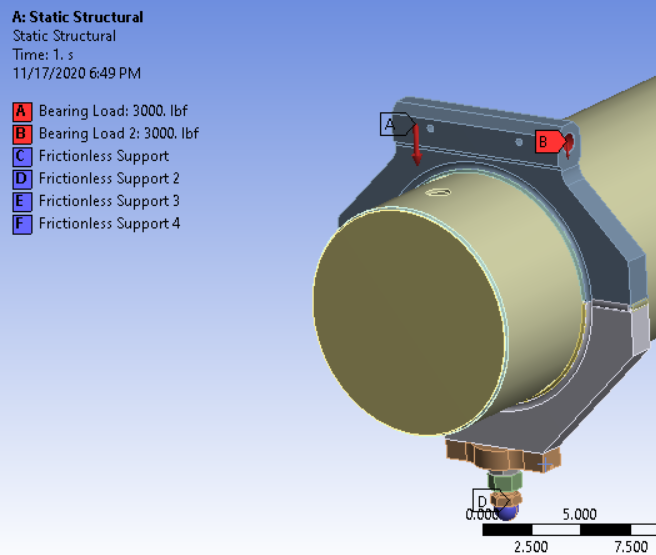 A: Static Structural
Static Structural
Time: 1. s
11/17/2020 6:49 PM
A Bearing Load: 3000. lbf
B Bearing Load 2: 3000. lbf
C Frictionless Support
D Frictionless Support 2
E Frictionless Support 3
F Frictionless Support 4
A
B
D
0.000 5.000
2.500 7.500